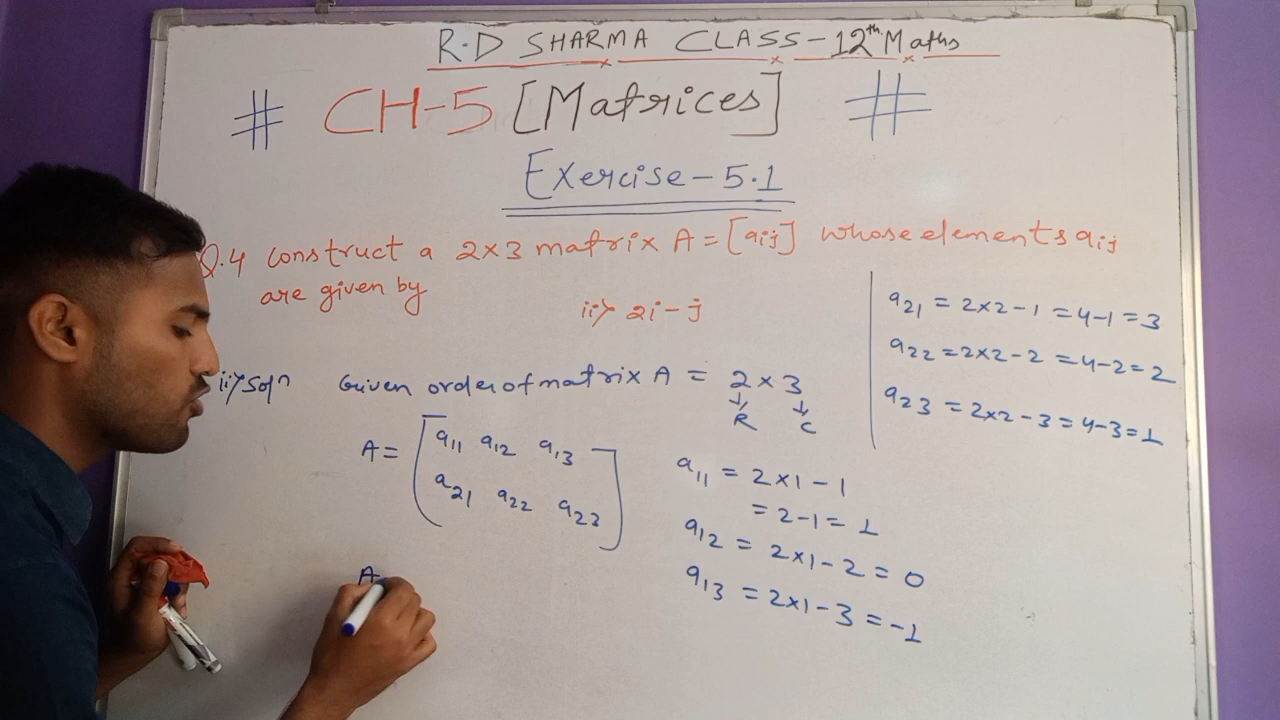 R.D SHARMA CLASS-12th Maths
# CH-5 [Matrices] #
Exercise-5.1
Q.4 construct a 2×3 matrix A = [aij] whose elements aij
are given by
ii> 2i-j
ii> Soln Given order of matrix A = 2 × 3
↓ ↓
R C
A = [a11 a12 a13
a21 a22 a23]
A
a11 = 2×1-1
= 2-1 = 1
a12 = 2×1-2 = 0
a13 = 2×1-3 = -1
a21 = 2×2-1 = 4-1 = 3
a22 = 2×2-2 = 4-2 = 2
a23 = 2×2-3 = 4-3 = 1